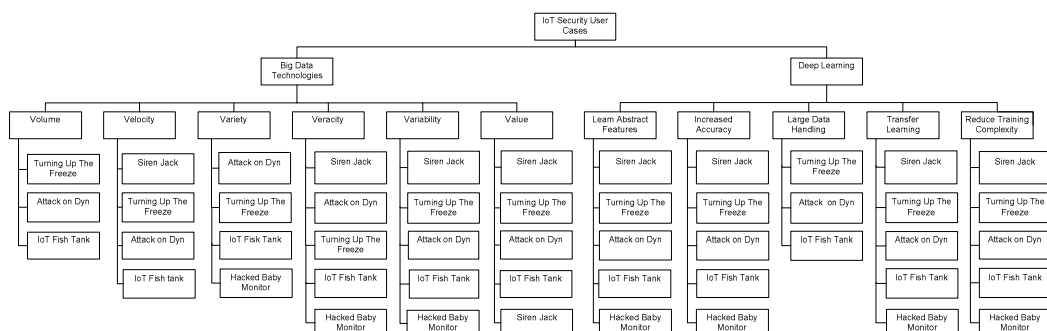 IoT Security User
Cases
Big Data
Technologies
Deep Learning
Volume
Velocity
Variety
Veracity
Variability
Value
Learn Abstract
Features
Increased
Accuracy
Large Data
Handling
Transfer
Learning
Reduce Training
Complexity
Turning Up The
Freeze
Attack on Dyn
IoT Fish Tank
Siren Jack
Turning Up The
Freeze
Attack on Dyn
IoT Fish tank
Attack on Dyn
Turning Up The
Freeze
IoT Fisk Tank
Hacked Baby
Monitor
Siren Jack
Attack on Dyn
Turning Up The
Freeze
IoT Fish Tank
Hacked Baby
Monitor
Siren Jack
Turning Up The
Freeze
Attack on Dyn
IoT Fish Tank
Hacked Baby
Monitor
Siren Jack
Turning Up The
Freeze
Attack on Dyn
IoT Fish Tank
Siren Jack
Siren Jack
Turning Up The
Freeze
Attack on Dyn
IoT Fish Tank
Hacked Baby
Monitor
Siren Jack
Turning Up The
Freeze
Attack on Dyn
IoT Fish Tank
Hacked Baby
Monitor
Turning Up The
Freeze
Attack on Dyn
IoT Fish Tank
Siren Jack
Turning Up The
Freeze
Attack on Dyn
IoT Fish Tank
Hacked Baby
Monitor
Siren Jack
Turning Up The
Freeze
Attack on Dyn
IoT Fish Tank
Hacked Baby
Monitor